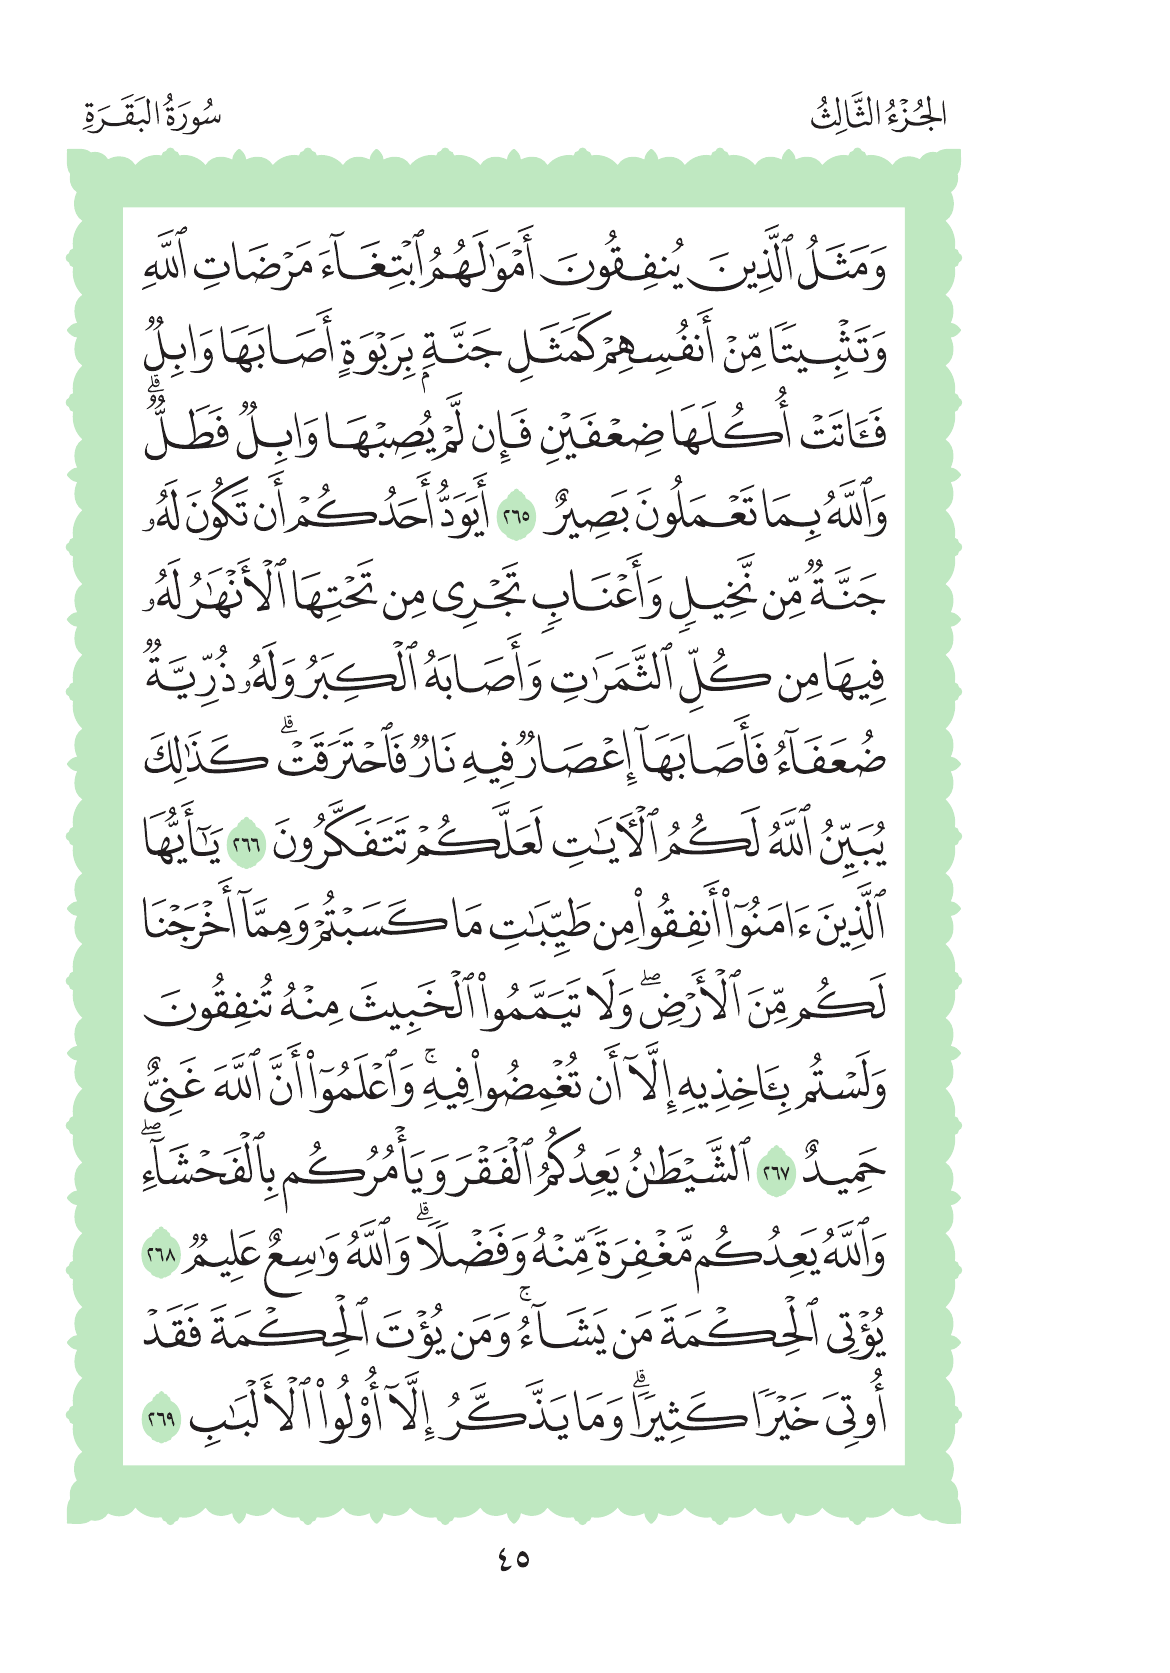 الجُزْءُ الثَّالِثُ
سُورَةُ البَقَرَةِ
وَمَثَلُ ٱلَّذِينَ يُنفِقُونَ أَمْوَٰلَهُمُ ٱبْتِغَآءَ مَرْضَاتِ ٱللَّهِ
وَتَثْبِيتًا مِّنْ أَنفُسِهِمْ كَمَثَلِ جَنَّةٍۭ بِرَبْوَةٍ أَصَابَهَا وَابِلٌ
فَـَٔاتَتْ أُكُلَهَا ضِعْفَيْنِ فَإِن لَّمْ يُصِبْهَا وَابِلٌ فَطَلٌّۗ
وَٱللَّهُ بِمَا تَعْمَلُونَ بَصِيرٌ ٢٦٥ أَيَوَدُّ أَحَدُكُمْ أَن تَكُونَ لَهُۥ
جَنَّةٌ مِّن نَّخِيلٍ وَأَعْنَابٍ تَجْرِى مِن تَحْتِهَا ٱلْأَنْهَٰرُ لَهُۥ
فِيهَا مِن كُلِّ ٱلثَّمَرَٰتِ وَأَصَابَهُ ٱلْكِبَرُ وَلَهُۥ ذُرِّيَّةٌ
ضُعَفَآءُ فَأَصَابَهَآ إِعْصَارٌ فِيهِ نَارٌ فَٱحْتَرَقَتْۗ كَذَٰلِكَ
يُبَيِّنُ ٱللَّهُ لَكُمُ ٱلْـَٔايَٰتِ لَعَلَّكُمْ تَتَفَكَّرُونَ ٢٦٦ يَٰٓأَيُّهَا
ٱلَّذِينَ ءَامَنُوٓا۟ أَنفِقُوا۟ مِن طَيِّبَٰتِ مَا كَسَبْتُمْ وَمِمَّآ أَخْرَجْنَا
لَكُم مِّنَ ٱلْأَرْضِۖ وَلَا تَيَمَّمُوا۟ ٱلْخَبِيثَ مِنْهُ تُنفِقُونَ
وَلَسْتُم بِـَٔاخِذِيهِ إِلَّآ أَن تُغْمِضُوا۟ فِيهِۚ وَٱعْلَمُوٓا۟ أَنَّ ٱللَّهَ غَنِىٌّ
حَمِيدٌ ٢٦٧ ٱلشَّيْطَٰنُ يَعِدُكُمُ ٱلْفَقْرَ وَيَأْمُرُكُم بِٱلْفَحْشَآءِۖ
وَٱللَّهُ يَعِدُكُم مَّغْفِرَةً مِّنْهُ وَفَضْلًاۗ وَٱللَّهُ وَٰسِعٌ عَلِيمٌ ٢٦٨
يُؤْتِى ٱلْحِكْمَةَ مَن يَشَآءُۚ وَمَن يُؤْتَ ٱلْحِكْمَةَ فَقَدْ
أُوتِىَ خَيْرًا كَثِيرًاۗ وَمَا يَذَّكَّرُ إِلَّآ أُو۟لُوا۟ ٱلْأَلْبَٰبِ ٢٦٩
٤٥